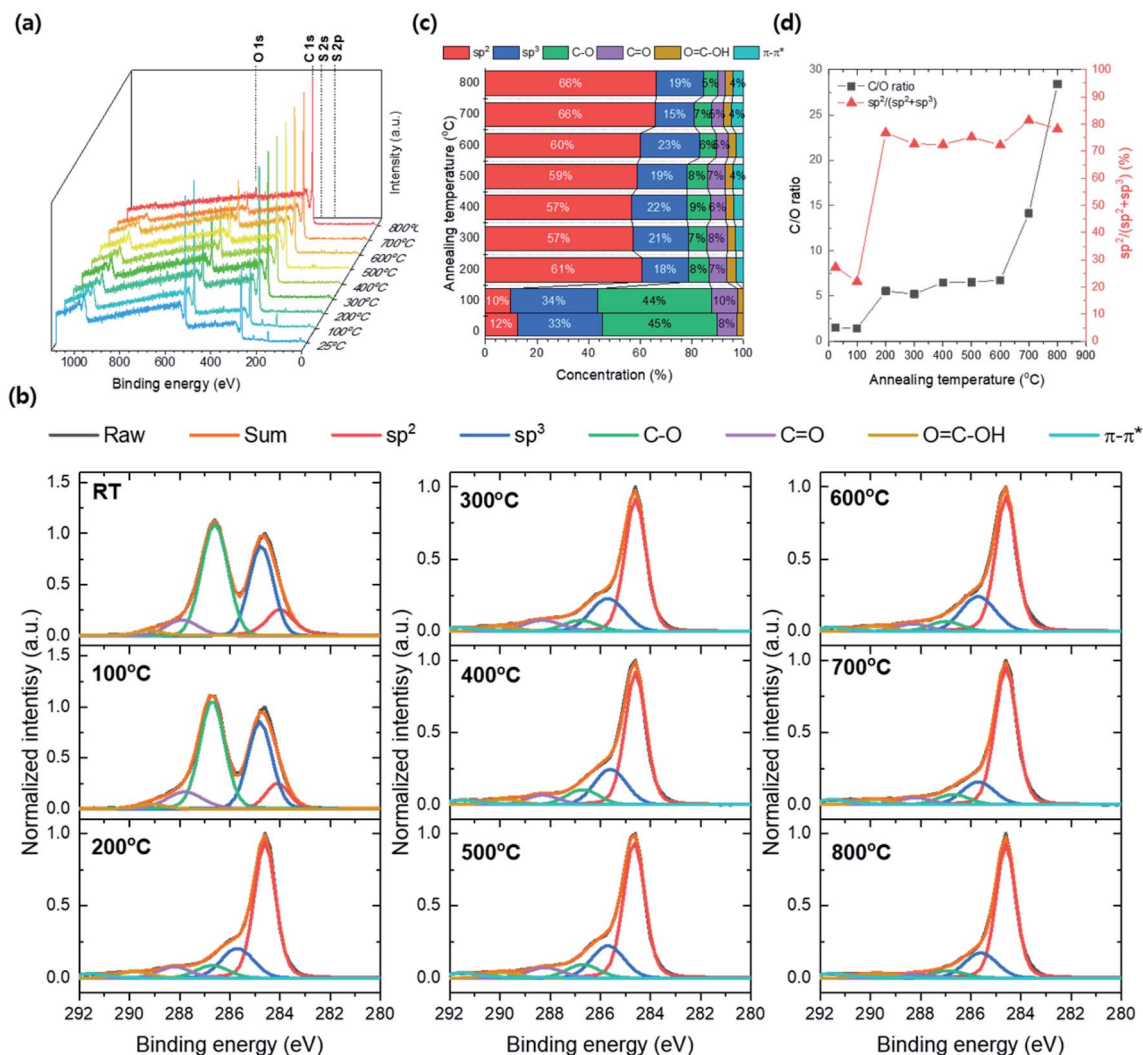 (a)
O 1s
C 1s
S 2s
S 2p
Intensity (a.u.)
800°C
700°C
600°C
500°C
400°C
300°C
200°C
100°C
25°C
1000 800 600 400 200 0
Binding energy (eV)
(c)
sp² sp³ C-O C=O O=C-OH π-π*
Annealing temperature (°C)
800 66% 19% 5% 4%
700 66% 15% 7% 5% 4%
600 60% 23% 6% 5%
500 59% 19% 8% 7% 4%
400 57% 22% 9% 6%
300 57% 21% 7% 8%
200 61% 18% 8% 7%
100 10% 34% 44% 10%
0 12% 33% 45% 8%
0 20 40 60 80 100
Concentration (%)
(d)
C/O ratio
sp²/(sp²+sp³)
C/O ratio
30
25
20
15
10
5
0
100
90
80
70
60
50
40
30
20
10
0
sp²/(sp²+sp³) (%)
0 100 200 300 400 500 600 700 800 900
Annealing temperature (°C)
(b)
Raw Sum sp² sp³ C-O C=O O=C-OH π-π*
Normalized intentisy (a.u.)
RT
1.5
1.0
0.5
0.0
100°C
1.5
1.0
0.5
0.0
200°C
1.0
0.5
0.0
292 290 288 286 284 282 280
Binding energy (eV)
Normalized intentisy (a.u.)
300°C
1.0
0.5
0.0
400°C
1.0
0.5
0.0
500°C
1.0
0.5
0.0
292 290 288 286 284 282 280
Binding energy (eV)
Normalized intentisy (a.u.)
600°C
1.0
0.5
0.0
700°C
1.0
0.5
0.0
800°C
1.0
0.5
0.0
292 290 288 286 284 282 280
Binding energy (eV)